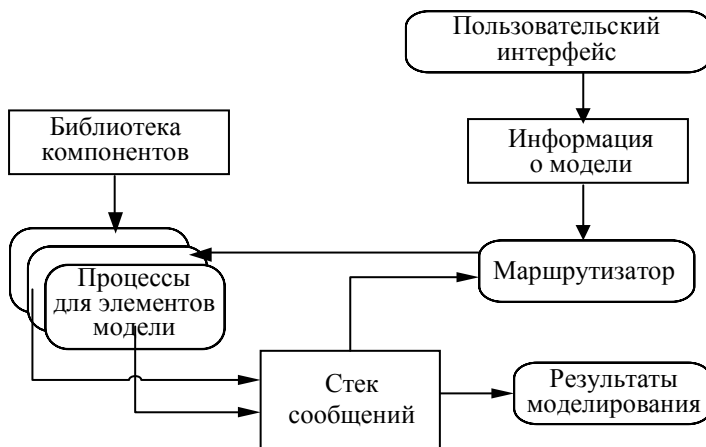 Пользовательский
интерфейс
Библиотека
компонентов
Информация
о модели
Процессы
для элементов
модели
Маршрутизатор
Стек
сообщений
Результаты
моделирования